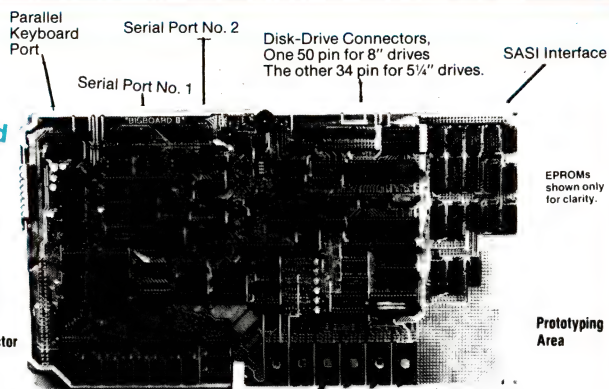 Parallel
Keyboard
Port
Serial Port No. 2
Serial Port No. 1
Disk-Drive Connectors,
One 50 pin for 8" drives
The other 34 pin for 5¼" drives.
SASI Interface
"BIGBOARD II"
EPROMs
shown only
for clarity.
Prototyping
Area